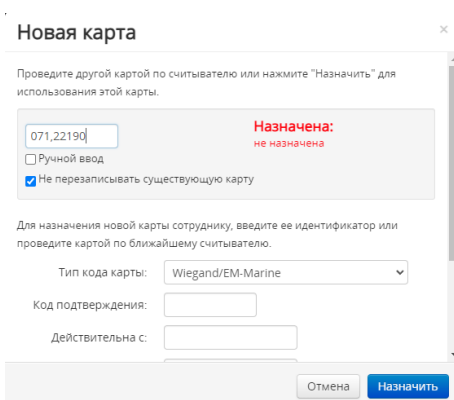 Новая карта
×
Проведите другой картой по считывателю или нажмите "Назначить" для
использования этой карты.
071,22190
Назначена:
не назначена
Ручной ввод
Не перезаписывать существующую карту
Для назначения новой карты сотруднику, введите ее идентификатор или
проведите картой по ближайшему считывателю.
Тип кода карты: Wiegand/EM-Marine
Код подтверждения:
Действительна с:
Отмена Назначить